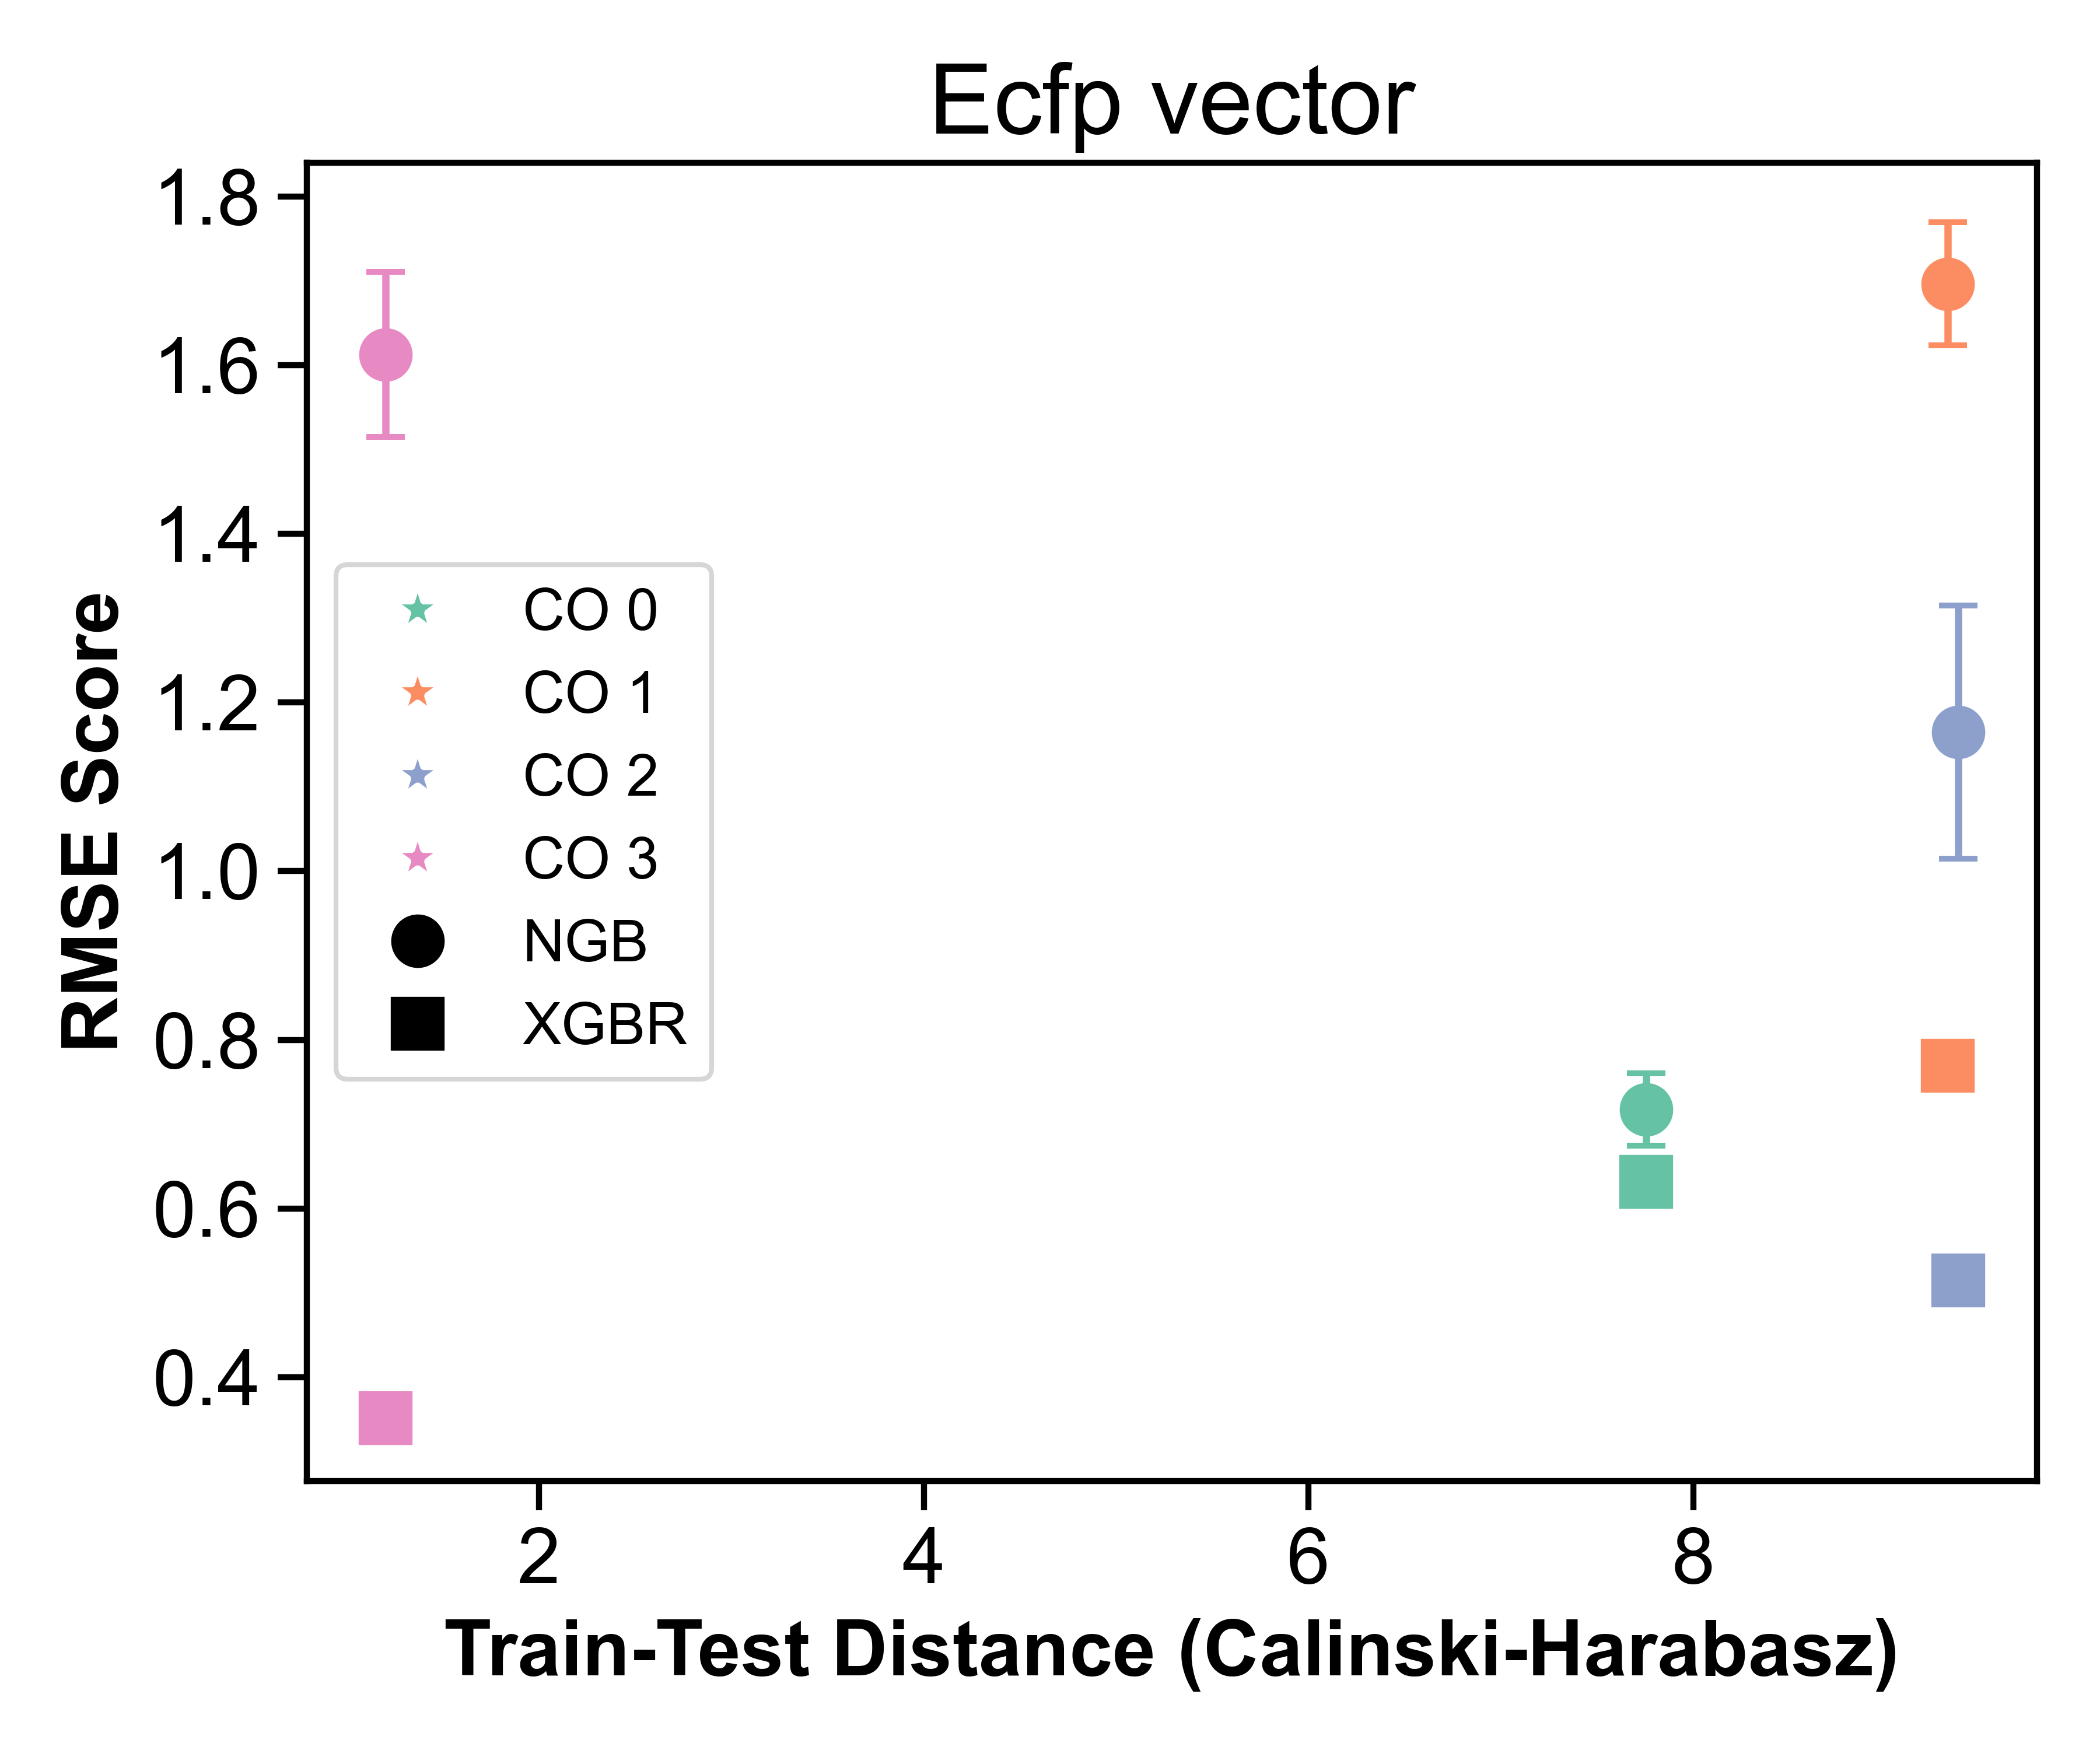 Ecfp vector
RMSE Score
1.8
1.6
1.4
1.2
1.0
0.8
0.6
0.4
CO 0
CO 1
CO 2
CO 3
NGB
XGBR
2 4 6 8
Train-Test Distance (Calinski-Harabasz)